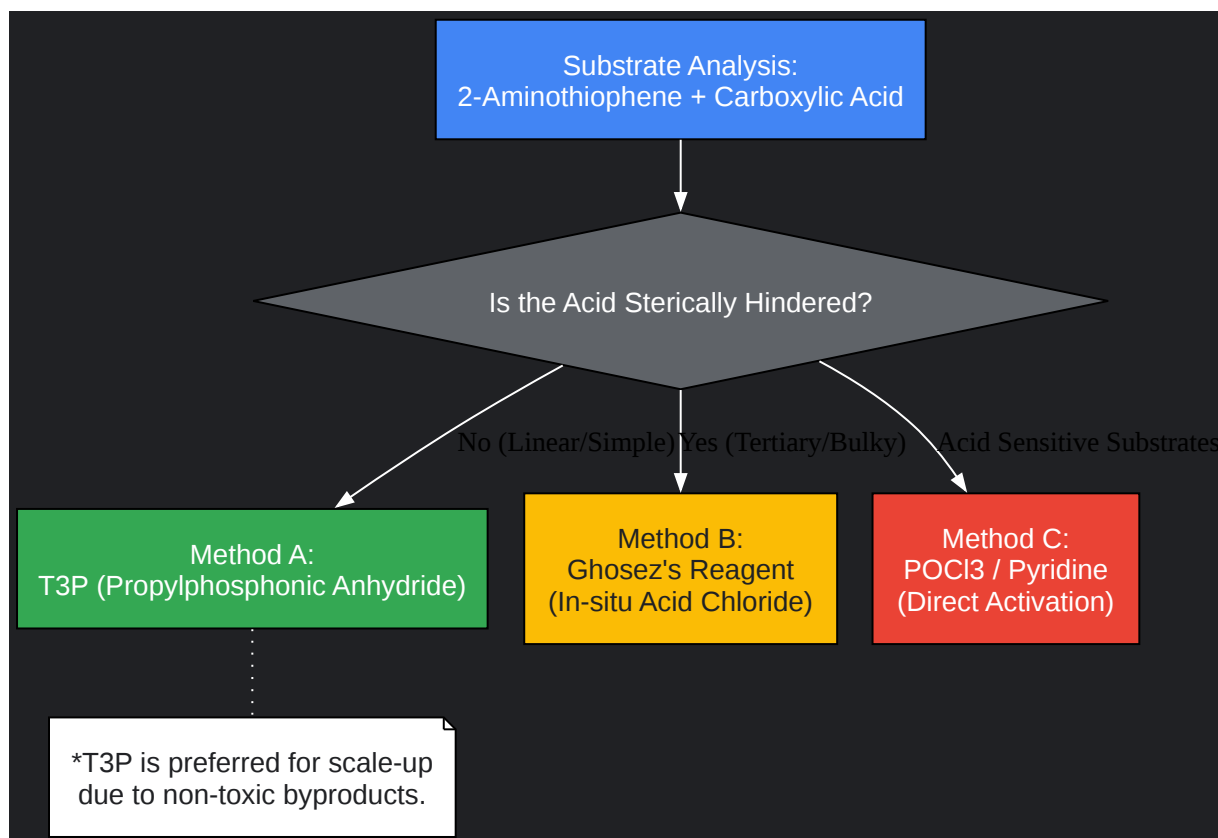 Substrate Analysis:
2-Aminothiophene + Carboxylic Acid
Is the Acid Sterically Hindered?
No (Linear/Simple)
Yes (Tertiary/Bulky)
Acid Sensitive Substrates
Method A:
T3P (Propylphosphonic Anhydride)
Method B:
Ghosez's Reagent
(In-situ Acid Chloride)
Method C:
POCl3 / Pyridine
(Direct Activation)
*T3P is preferred for scale-up
due to non-toxic byproducts.